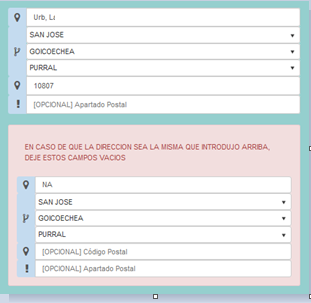 Urb, Li
SAN JOSE
GOICOECHEA
PURRAL
10807
[OPCIONAL] Apartado Postal
EN CASO DE QUE LA DIRECCION SEA LA MISMA QUE INTRODUJO ARRIBA,
DEJE ESTOS CAMPOS VACIOS
NA
SAN JOSE
GOICOECHEA
PURRAL
[OPCIONAL] Código Postal
[OPCIONAL] Apartado Postal